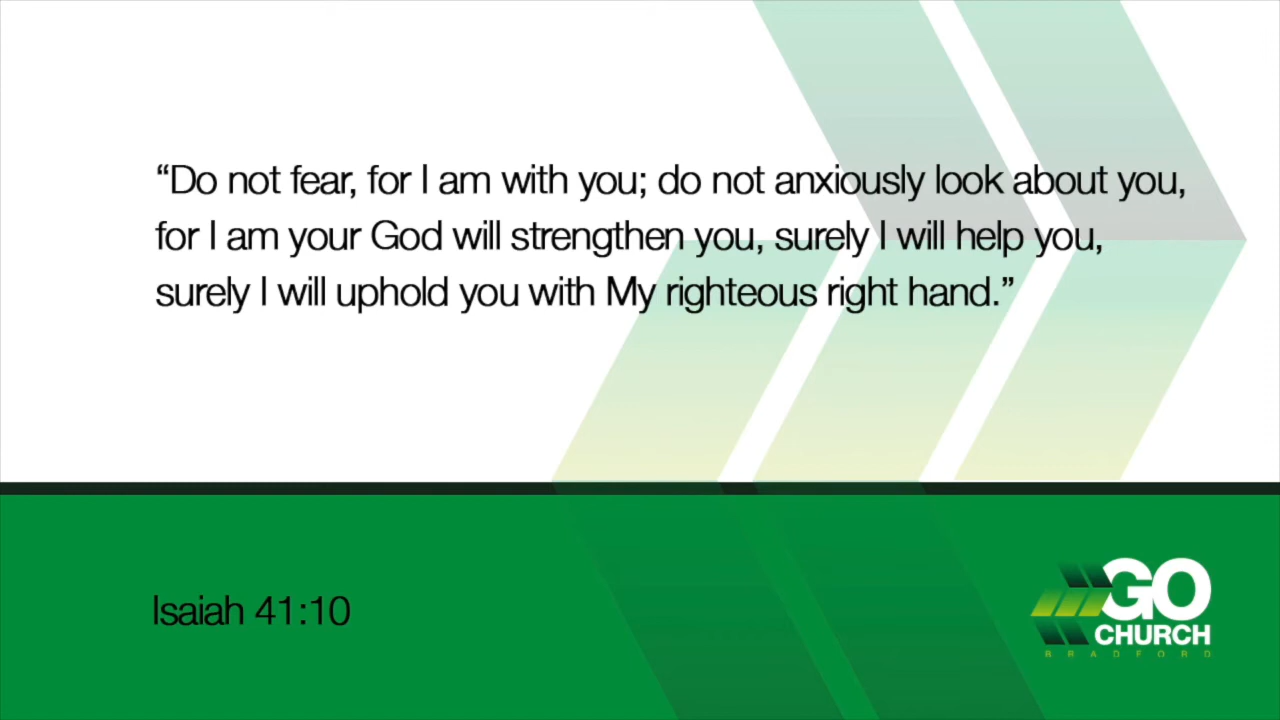 “Do not fear, for I am with you; do not anxiously look about you,
for I am your God will strengthen you, surely I will help you,
surely I will uphold you with My righteous right hand.”
Isaiah 41:10
GO
CHURCH
BRADFORD